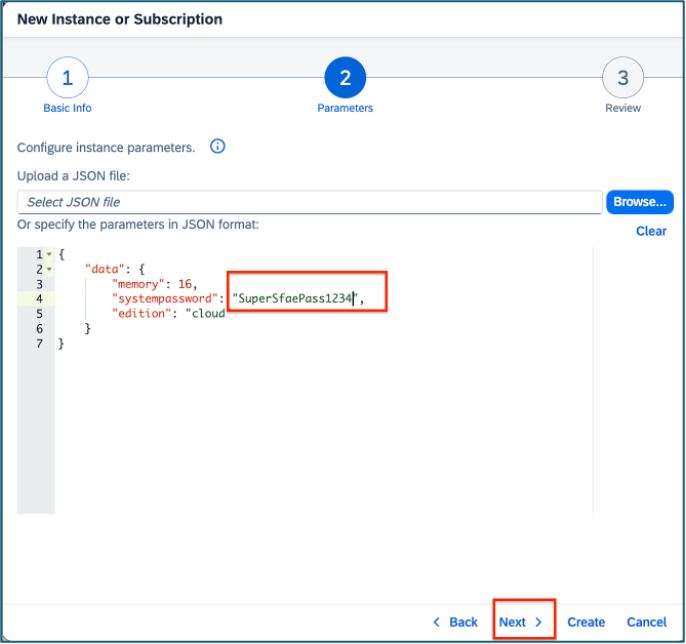 New Instance or Subscription
1
2
3
Basic Info
Parameters
Review
Configure instance parameters.
Upload a JSON file:
Select JSON file
Browse...
Or specify the parameters in JSON format:
Clear
1 {
2 "data": {
3 "memory": 16,
4 "systempassword": "SuperSfaePass1234",
5 "edition": "cloud
6 }
7 }
Back Next Create Cancel